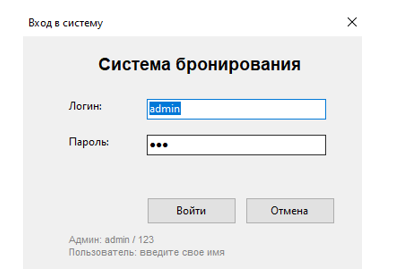 Вход в систему
Система бронирования
Логин:
admin
Пароль:
●●●
Войти
Отмена
Админ: admin / 123
Пользователь: введите свое имя